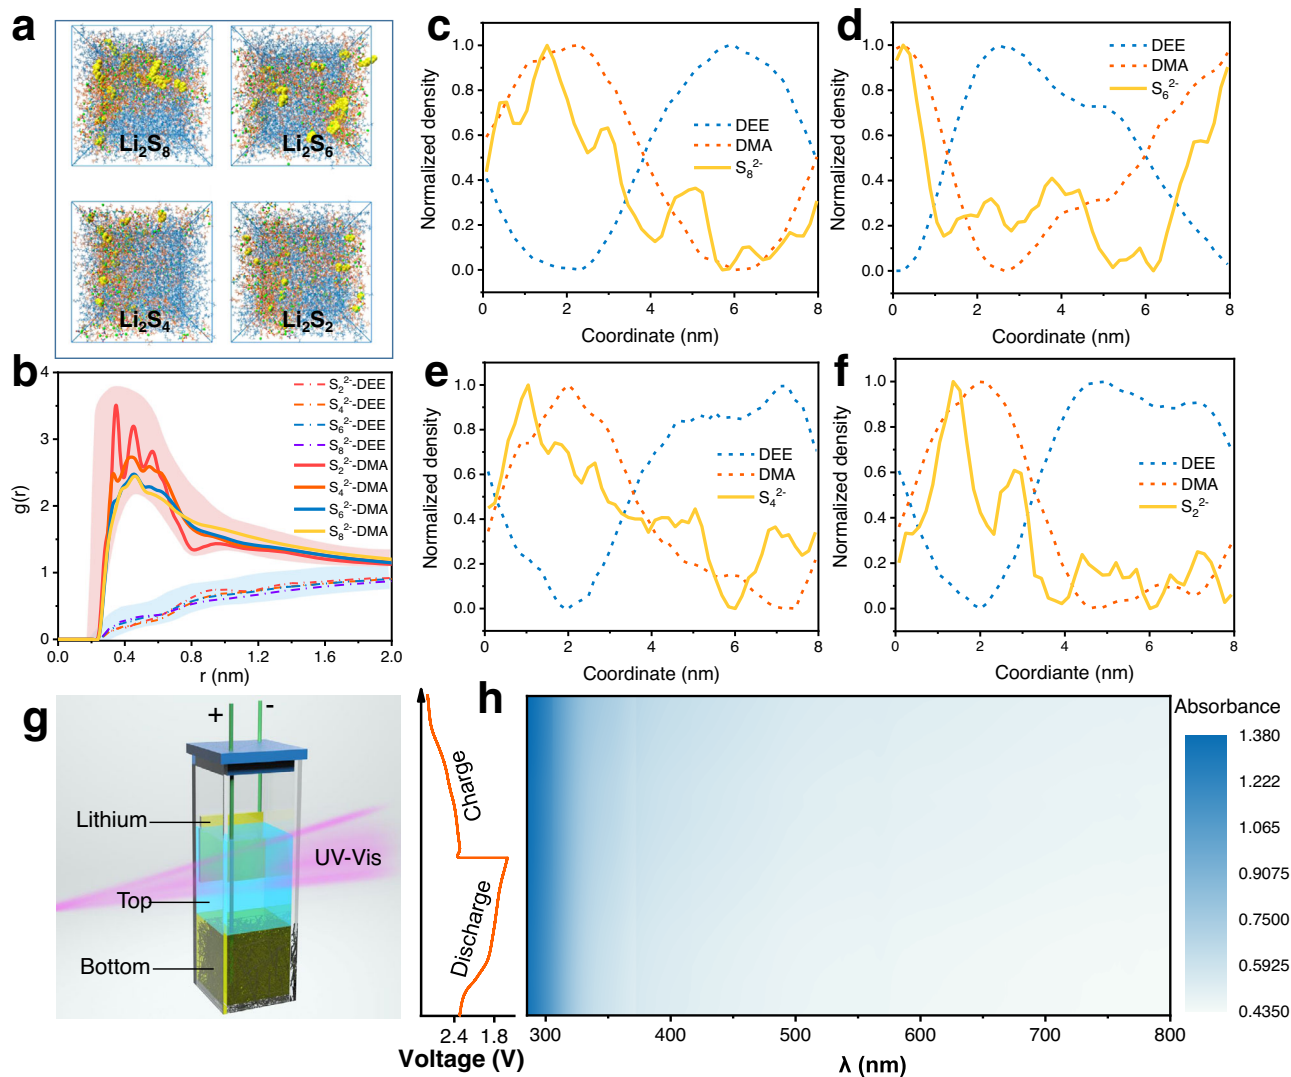 a
Li2S8
Li2S6
Li2S4
Li2S2
b
g(r)
4
3
2
1
0
0.0 0.4 0.8 1.2 1.6 2.0
r (nm)
S2^2--DEE
S4^2--DEE
S6^2--DEE
S8^2--DEE
S2^2--DMA
S4^2--DMA
S6^2--DMA
S8^2--DMA
c
Normalized density
1.0
0.8
0.6
0.4
0.2
0.0
0 2 4 6 8
Coordinate (nm)
DEE
DMA
S8^2-
d
Normalized density
1.0
0.8
0.6
0.4
0.2
0.0
0 2 4 6 8
Coordinate (nm)
DEE
DMA
S6^2-
e
Normalized density
1.0
0.8
0.6
0.4
0.2
0.0
0 2 4 6 8
Coordinate (nm)
DEE
DMA
S4^2-
f
Normalized density
1.0
0.8
0.6
0.4
0.2
0.0
0 2 4 6 8
Coordiante (nm)
DEE
DMA
S2^2-
g
+ -
Lithium
UV-Vis
Top
Bottom
Charge
Discharge
2.4 1.8
Voltage (V)
h
300 400 500 600 700 800
λ (nm)
Absorbance
1.380
1.222
1.065
0.9075
0.7500
0.5925
0.4350